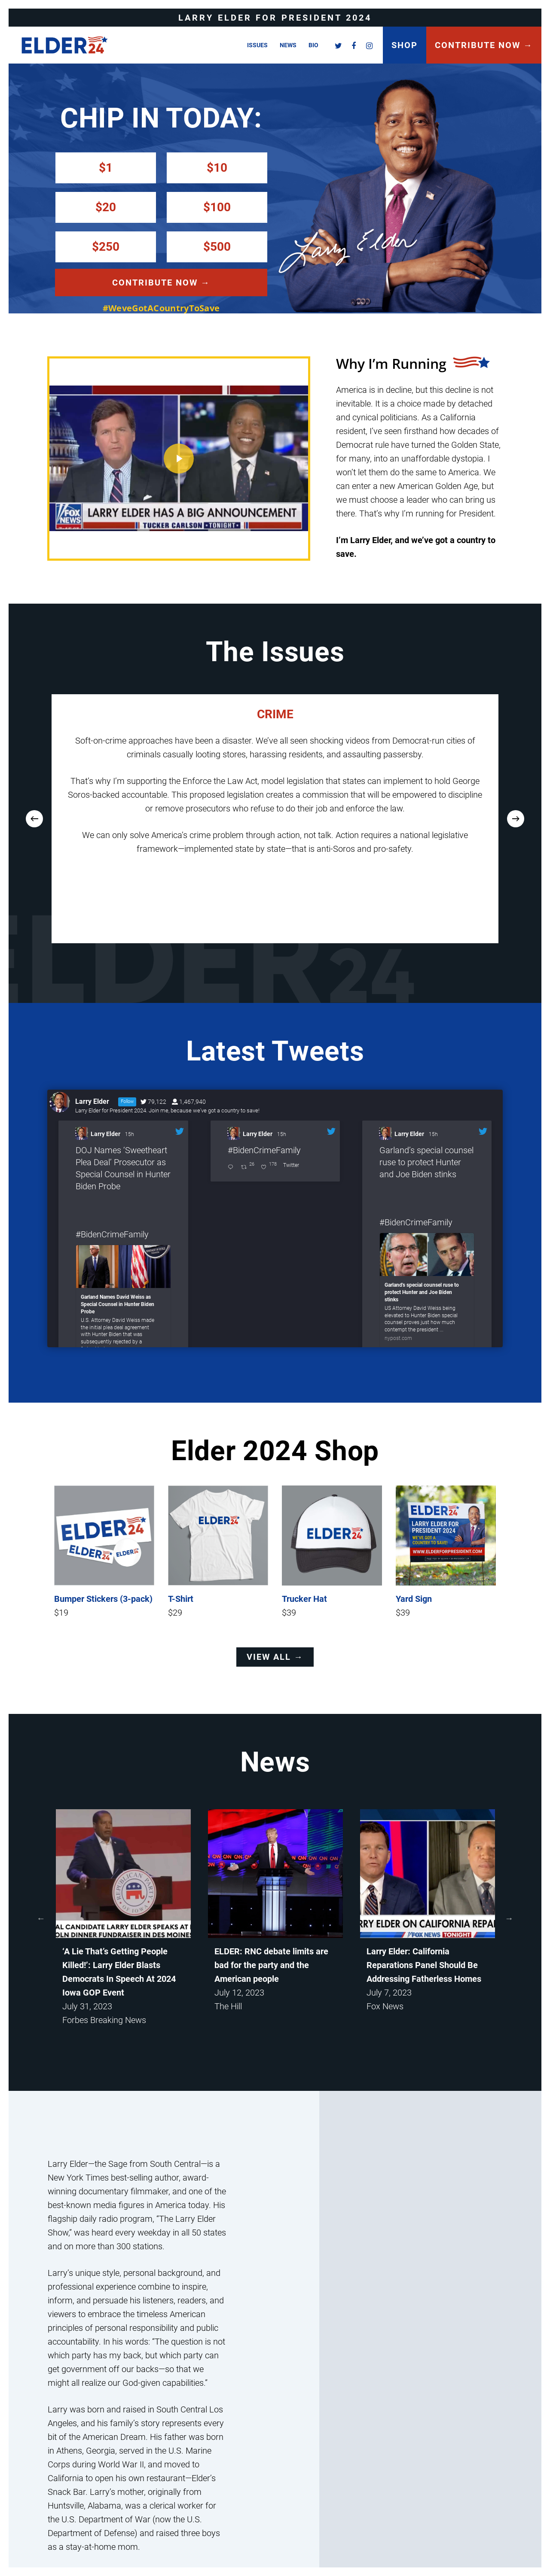 LARRY ELDER FOR PRESIDENT 2024
ELDER 24
ISSUES NEWS BIO
SHOP
CONTRIBUTE NOW →
CHIP IN TODAY:
$1 $10
$20 $100
$250 $500
CONTRIBUTE NOW →
#WeveGotACountryToSave
Larry Elder
Why I'm Running
America is in decline, but this decline is not
inevitable. It is a choice made by detached
and cynical politicians. As a California
resident, I've seen firsthand how decades of
Democrat rule have turned the Golden State,
for many, into an unaffordable dystopia. I
won't let them do the same to America. We
can enter a new American Golden Age, but
we must choose a leader who can bring us
there. That's why I'm running for President.
I'm Larry Elder, and we've got a country to
save.
FOX NEWS
LARRY ELDER HAS A BIG ANNOUNCEMENT
TUCKER CARLSON TONIGHT
The Issues
CRIME
Soft-on-crime approaches have been a disaster. We've all seen shocking videos from Democrat-run cities of
criminals casually looting stores, harassing residents, and assaulting passersby.
That's why I'm supporting the Enforce the Law Act, model legislation that states can implement to hold George
Soros-backed accountable. This proposed legislation creates a commission that will be empowered to discipline
or remove prosecutors who refuse to do their job and enforce the law.
We can only solve America's crime problem through action, not talk. Action requires a national legislative
framework—implemented state by state—that is anti-Soros and pro-safety.
← →
ELDER24
Latest Tweets
Larry Elder Follow 79,122 1,467,940
Larry Elder for President 2024. Join me, because we've got a country to save!
Larry Elder 15h
DOJ Names 'Sweetheart
Plea Deal' Prosecutor as
Special Counsel in Hunter
Biden Probe
#BidenCrimeFamily
Garland Names David Weiss as
Special Counsel in Hunter Biden
Probe
U.S. Attorney David Weiss made
the initial plea deal agreement
with Hunter Biden that was
subsequently rejected by a
Larry Elder 15h
#BidenCrimeFamily
26 178 Twitter
Larry Elder 15h
Garland's special counsel
ruse to protect Hunter
and Joe Biden stinks
#BidenCrimeFamily
Garland's special counsel ruse to
protect Hunter and Joe Biden
stinks
US Attorney David Weiss being
elevated to Hunter Biden special
counsel proves just how much
contempt the president ...
nypost.com
Elder 2024 Shop
ELDER 24
ELDER 24
ELDER
ELDER 24
ELDER 24
ELDER 24
LARRY ELDER FOR
PRESIDENT 2024
WE'VE GOT A
COUNTRY TO SAVE!
WWW.ELDERFORPRESIDENT.COM
Bumper Stickers (3-pack) T-Shirt Trucker Hat Yard Sign
$19 $29 $39 $39
VIEW ALL →
News
AL CANDIDATE LARRY ELDER SPEAKS AT
OLN DINNER FUNDRAISER IN DES MOINES
'A Lie That's Getting People
Killed!': Larry Elder Blasts
Democrats In Speech At 2024
Iowa GOP Event
July 31, 2023
Forbes Breaking News
ELDER: RNC debate limits are
bad for the party and the
American people
July 12, 2023
The Hill
RRY ELDER ON CALIFORNIA REPA
FOX NEWS TONIGHT
Larry Elder: California
Reparations Panel Should Be
Addressing Fatherless Homes
July 7, 2023
Fox News
← →
Larry Elder—the Sage from South Central—is a
New York Times best-selling author, award-
winning documentary filmmaker, and one of the
best-known media figures in America today. His
flagship daily radio program, "The Larry Elder
Show," was heard every weekday in all 50 states
and on more than 300 stations.
Larry's unique style, personal background, and
professional experience combine to inspire,
inform, and persuade his listeners, readers, and
viewers to embrace the timeless American
principles of personal responsibility and public
accountability. In his words: "The question is not
which party has my back, but which party can
get government off our backs—so that we
might all realize our God-given capabilities."
Larry was born and raised in South Central Los
Angeles, and his family's story represents every
bit of the American Dream. His father was born
in Athens, Georgia, served in the U.S. Marine
Corps during World War II, and moved to
California to open his own restaurant—Elder's
Snack Bar. Larry's mother, originally from
Huntsville, Alabama, was a clerical worker for
the U.S. Department of War (now the U.S.
Department of Defense) and raised three boys
as a stay-at-home mom.